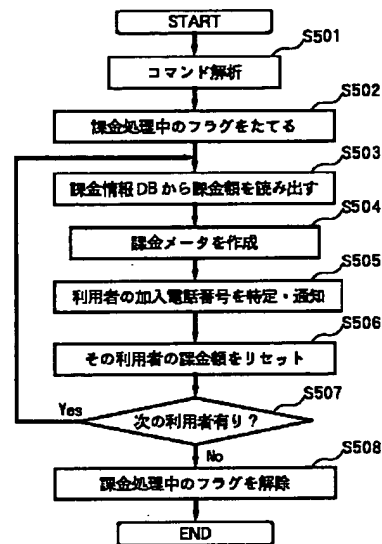 START
S501
コマンド解析
S502
課金処理中のフラグをたてる
S503
課金情報DBから課金額を読み出す
S504
課金メータを作成
S505
利用者の加入電話番号を特定・通知
S506
その利用者の課金額をリセット
S507
Yes
次の利用者有り？
No
S508
課金処理中のフラグを解除
END